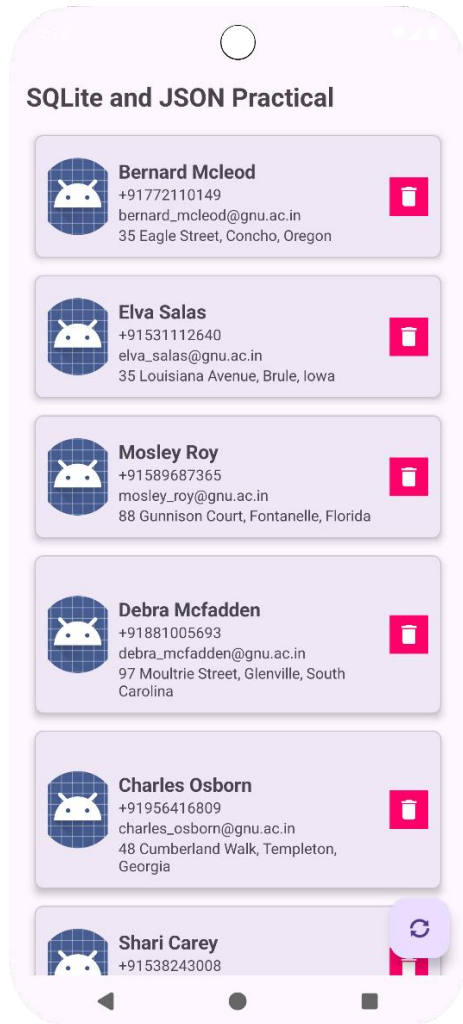 SQLite and JSON Practical
Bernard Mcleod
+91772110149
bernard_mcleod@gnu.ac.in
35 Eagle Street, Concho, Oregon
Elva Salas
+91531112640
elva_salas@gnu.ac.in
35 Louisiana Avenue, Brule, Iowa
Mosley Roy
+91589687365
mosley_roy@gnu.ac.in
88 Gunnison Court, Fontanelle, Florida
Debra Mcfadden
+91881005693
debra_mcfadden@gnu.ac.in
97 Moultrie Street, Glenville, South
Carolina
Charles Osborn
+91956416809
charles_osborn@gnu.ac.in
48 Cumberland Walk, Templeton,
Georgia
Shari Carey
+91538243008